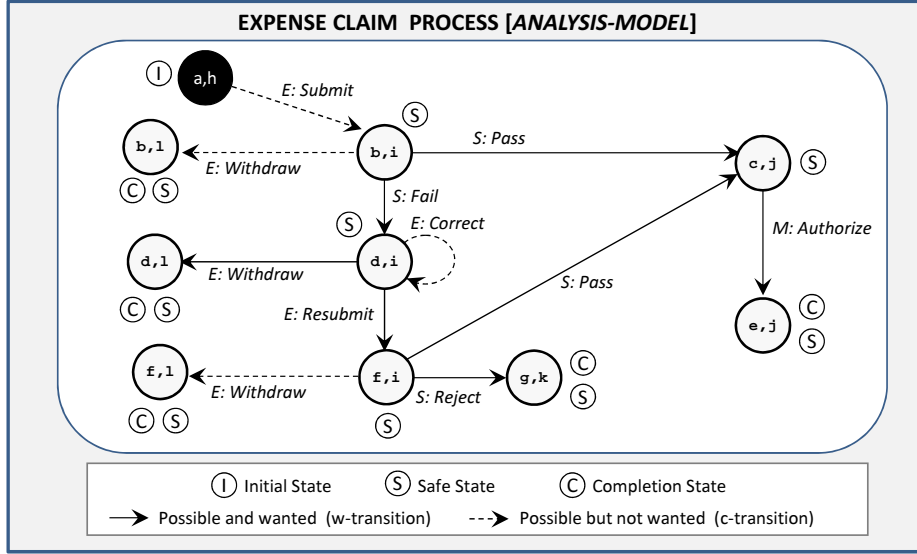 EXPENSE CLAIM PROCESS [ANALYSIS-MODEL]
I
a,h
E: Submit
S
b,l
b,i
S: Pass
c,j
S
E: Withdraw
C S
S: Fail
S
E: Correct
M: Authorize
d,l
d,i
E: Withdraw
S: Pass
C S
E: Resubmit
C
e,j
S
f,l
f,i
g,k
C
E: Withdraw
S: Reject
S
C S
S
I Initial State S Safe State C Completion State
Possible and wanted (w-transition) Possible but not wanted (c-transition)